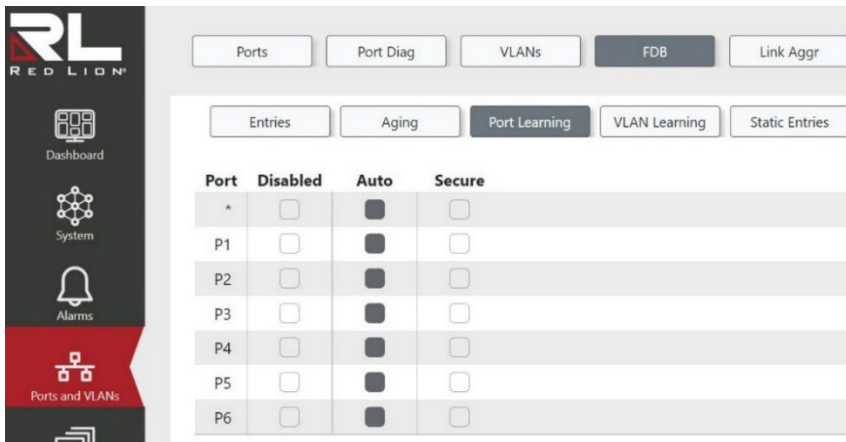 RL
RED LION®
Ports Port Diag VLANs FDB Link Aggr
Entries Aging Port Learning VLAN Learning Static Entries
Dashboard
System
Alarms
Ports and VLANs
Port Disabled Auto Secure
*
P1
P2
P3
P4
P5
P6